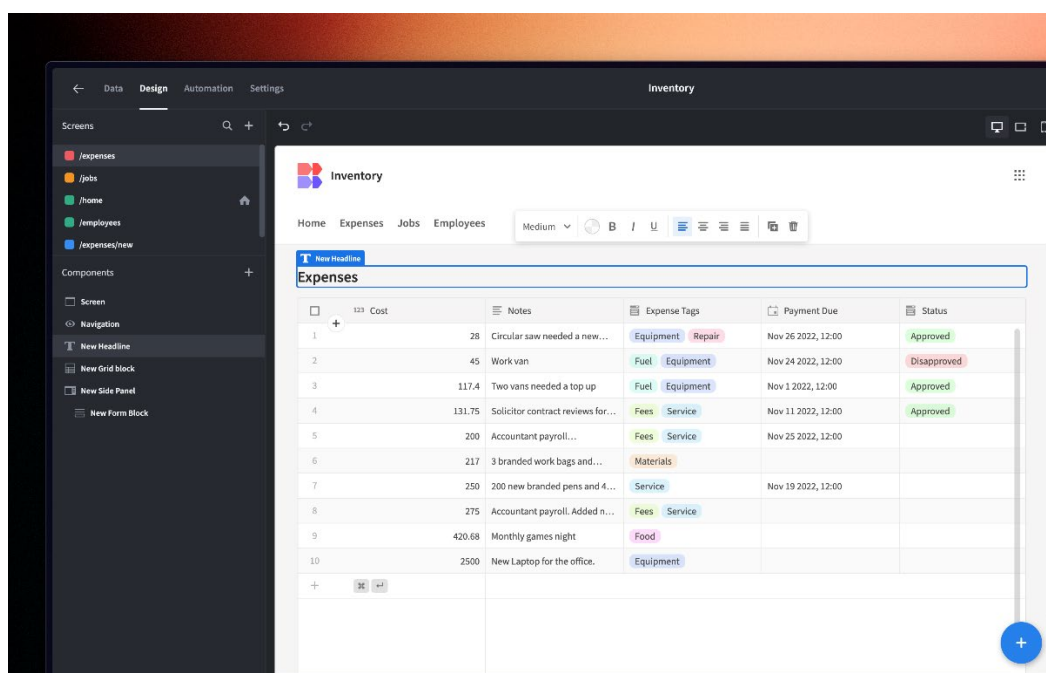 Data Design Automation Settings Inventory
Screens
/expenses
/jobs
/home
/employees
/expenses/new
Components
Screen
Navigation
New Headline
New Grid block
New Side Panel
New Form Block
Inventory
Home Expenses Jobs Employees
Medium B I U
T New Headline
Expenses
123 Cost Notes Expense Tags Payment Due Status
1 28 Circular saw needed a new... Equipment Repair Nov 26 2022, 12:00 Approved
2 45 Work van Fuel Equipment Nov 24 2022, 12:00 Disapproved
3 117.4 Two vans needed a top up Fuel Equipment Nov 1 2022, 12:00 Approved
4 131.75 Solicitor contract reviews for... Fees Service Nov 11 2022, 12:00 Approved
5 200 Accountant payroll... Fees Service Nov 25 2022, 12:00
6 217 3 branded work bags and... Materials
7 250 200 new branded pens and 4... Service Nov 19 2022, 12:00
8 275 Accountant payroll. Added n... Fees Service
9 420.68 Monthly games night Food
10 2500 New Laptop for the office. Equipment